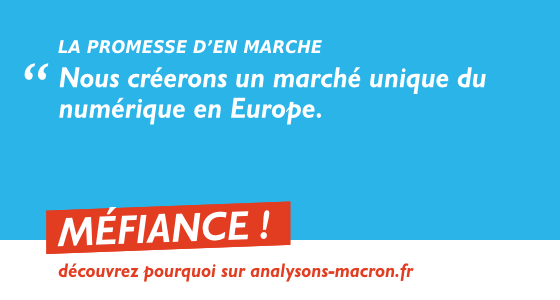 LA PROMESSE D’EN MARCHE
“ Nous créerons un marché unique du
numérique en Europe.
MÉFIANCE !
découvrez pourquoi sur analysons-macron.fr